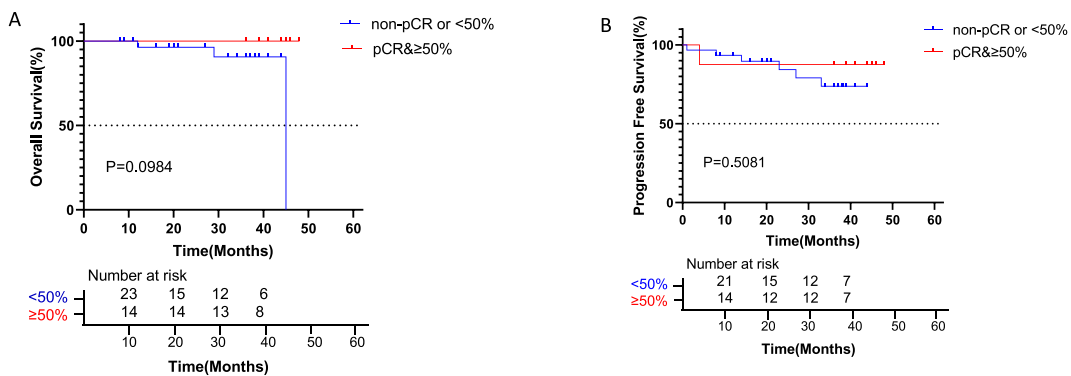 A
non-pCR or <50%
pCR&≥50%
Overall Survival(%)
100
50
0
P=0.0984
0 10 20 30 40 50 60
Time(Months)
Number at risk
<50% 23 15 12 6
≥50% 14 14 13 8
10 20 30 40 50 60
Time(Months)
B
non-pCR or <50%
pCR&≥50%
Progression Free Survival(%)
100
50
0
P=0.5081
0 10 20 30 40 50 60
Time(Months)
Number at risk
<50% 21 15 12 7
≥50% 14 12 12 7
10 20 30 40 50 60
Time(Months)